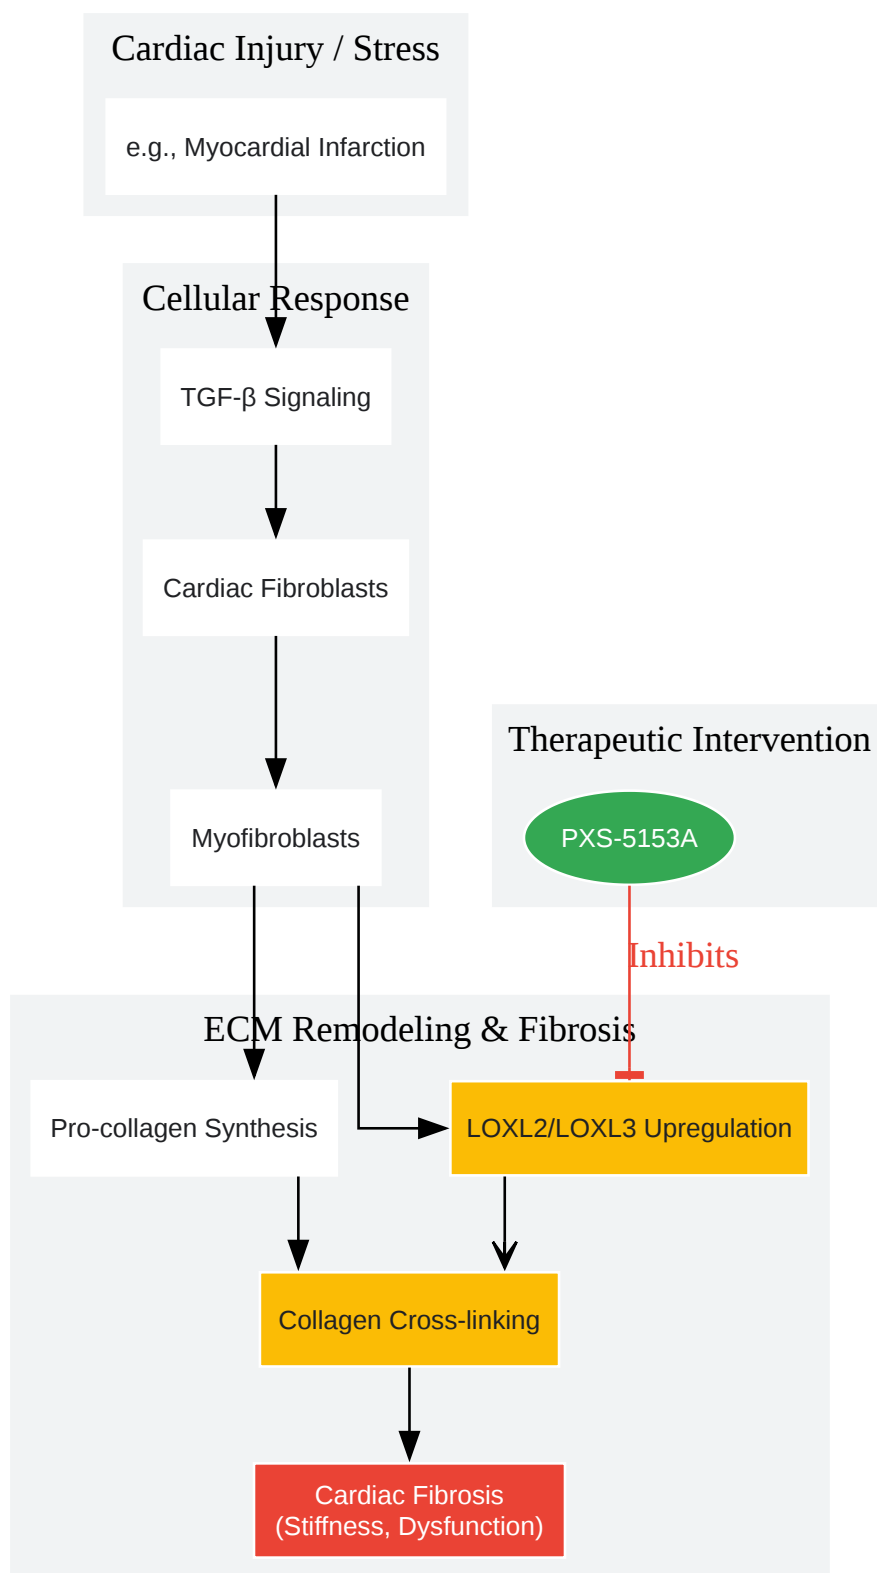 Cardiac Injury / Stress
e.g., Myocardial Infarction
Cellular Response
TGF-β Signaling
Cardiac Fibroblasts
Therapeutic Intervention
Myofibroblasts
PXS-5153A
Inhibits
ECM Remodeling & Fibrosis
Pro-collagen Synthesis
LOXL2/LOXL3 Upregulation
Collagen Cross-linking
Cardiac Fibrosis
(Stiffness, Dysfunction)